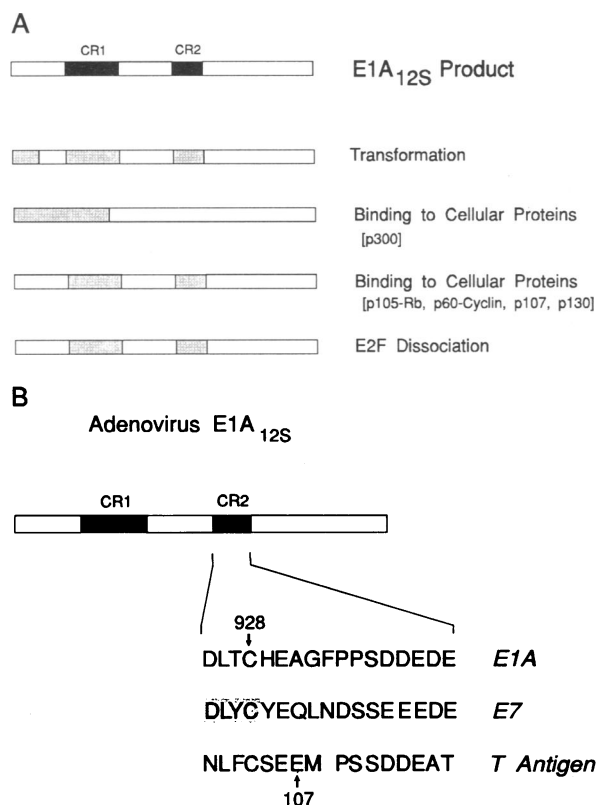 A
CR1 CR2
E1A12S Product
Transformation
Binding to Cellular Proteins
[p300]
Binding to Cellular Proteins
[p105-Rb, p60-Cyclin, p107, p130]
E2F Dissociation
B
Adenovirus E1A12S
CR1 CR2
928
DLTCHEAGFPPSDDEDE E1A
DLYCYEQLNDSSEEEDE E7
NLFCSEEM PSSDDEAT T Antigen
107